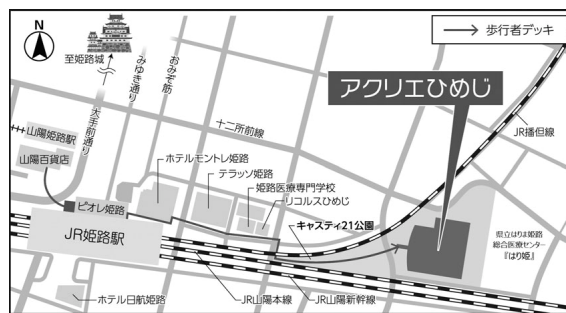 N
至姫路城
みゆき通り
おみぞ筋
歩行者デッキ
アクリエひめじ
大手前通り
十二所前線
JR播但線
山陽姫路駅
山陽百貨店
ホテルモントレ姫路
テラッソ姫路
姫路医療専門学校
リコルスひめじ
ピオレ姫路
キャスティ21公園
JR姫路駅
県立はりま姫路
総合医療センター
『はり姫』
ホテル日航姫路
JR山陽本線
JR山陽新幹線